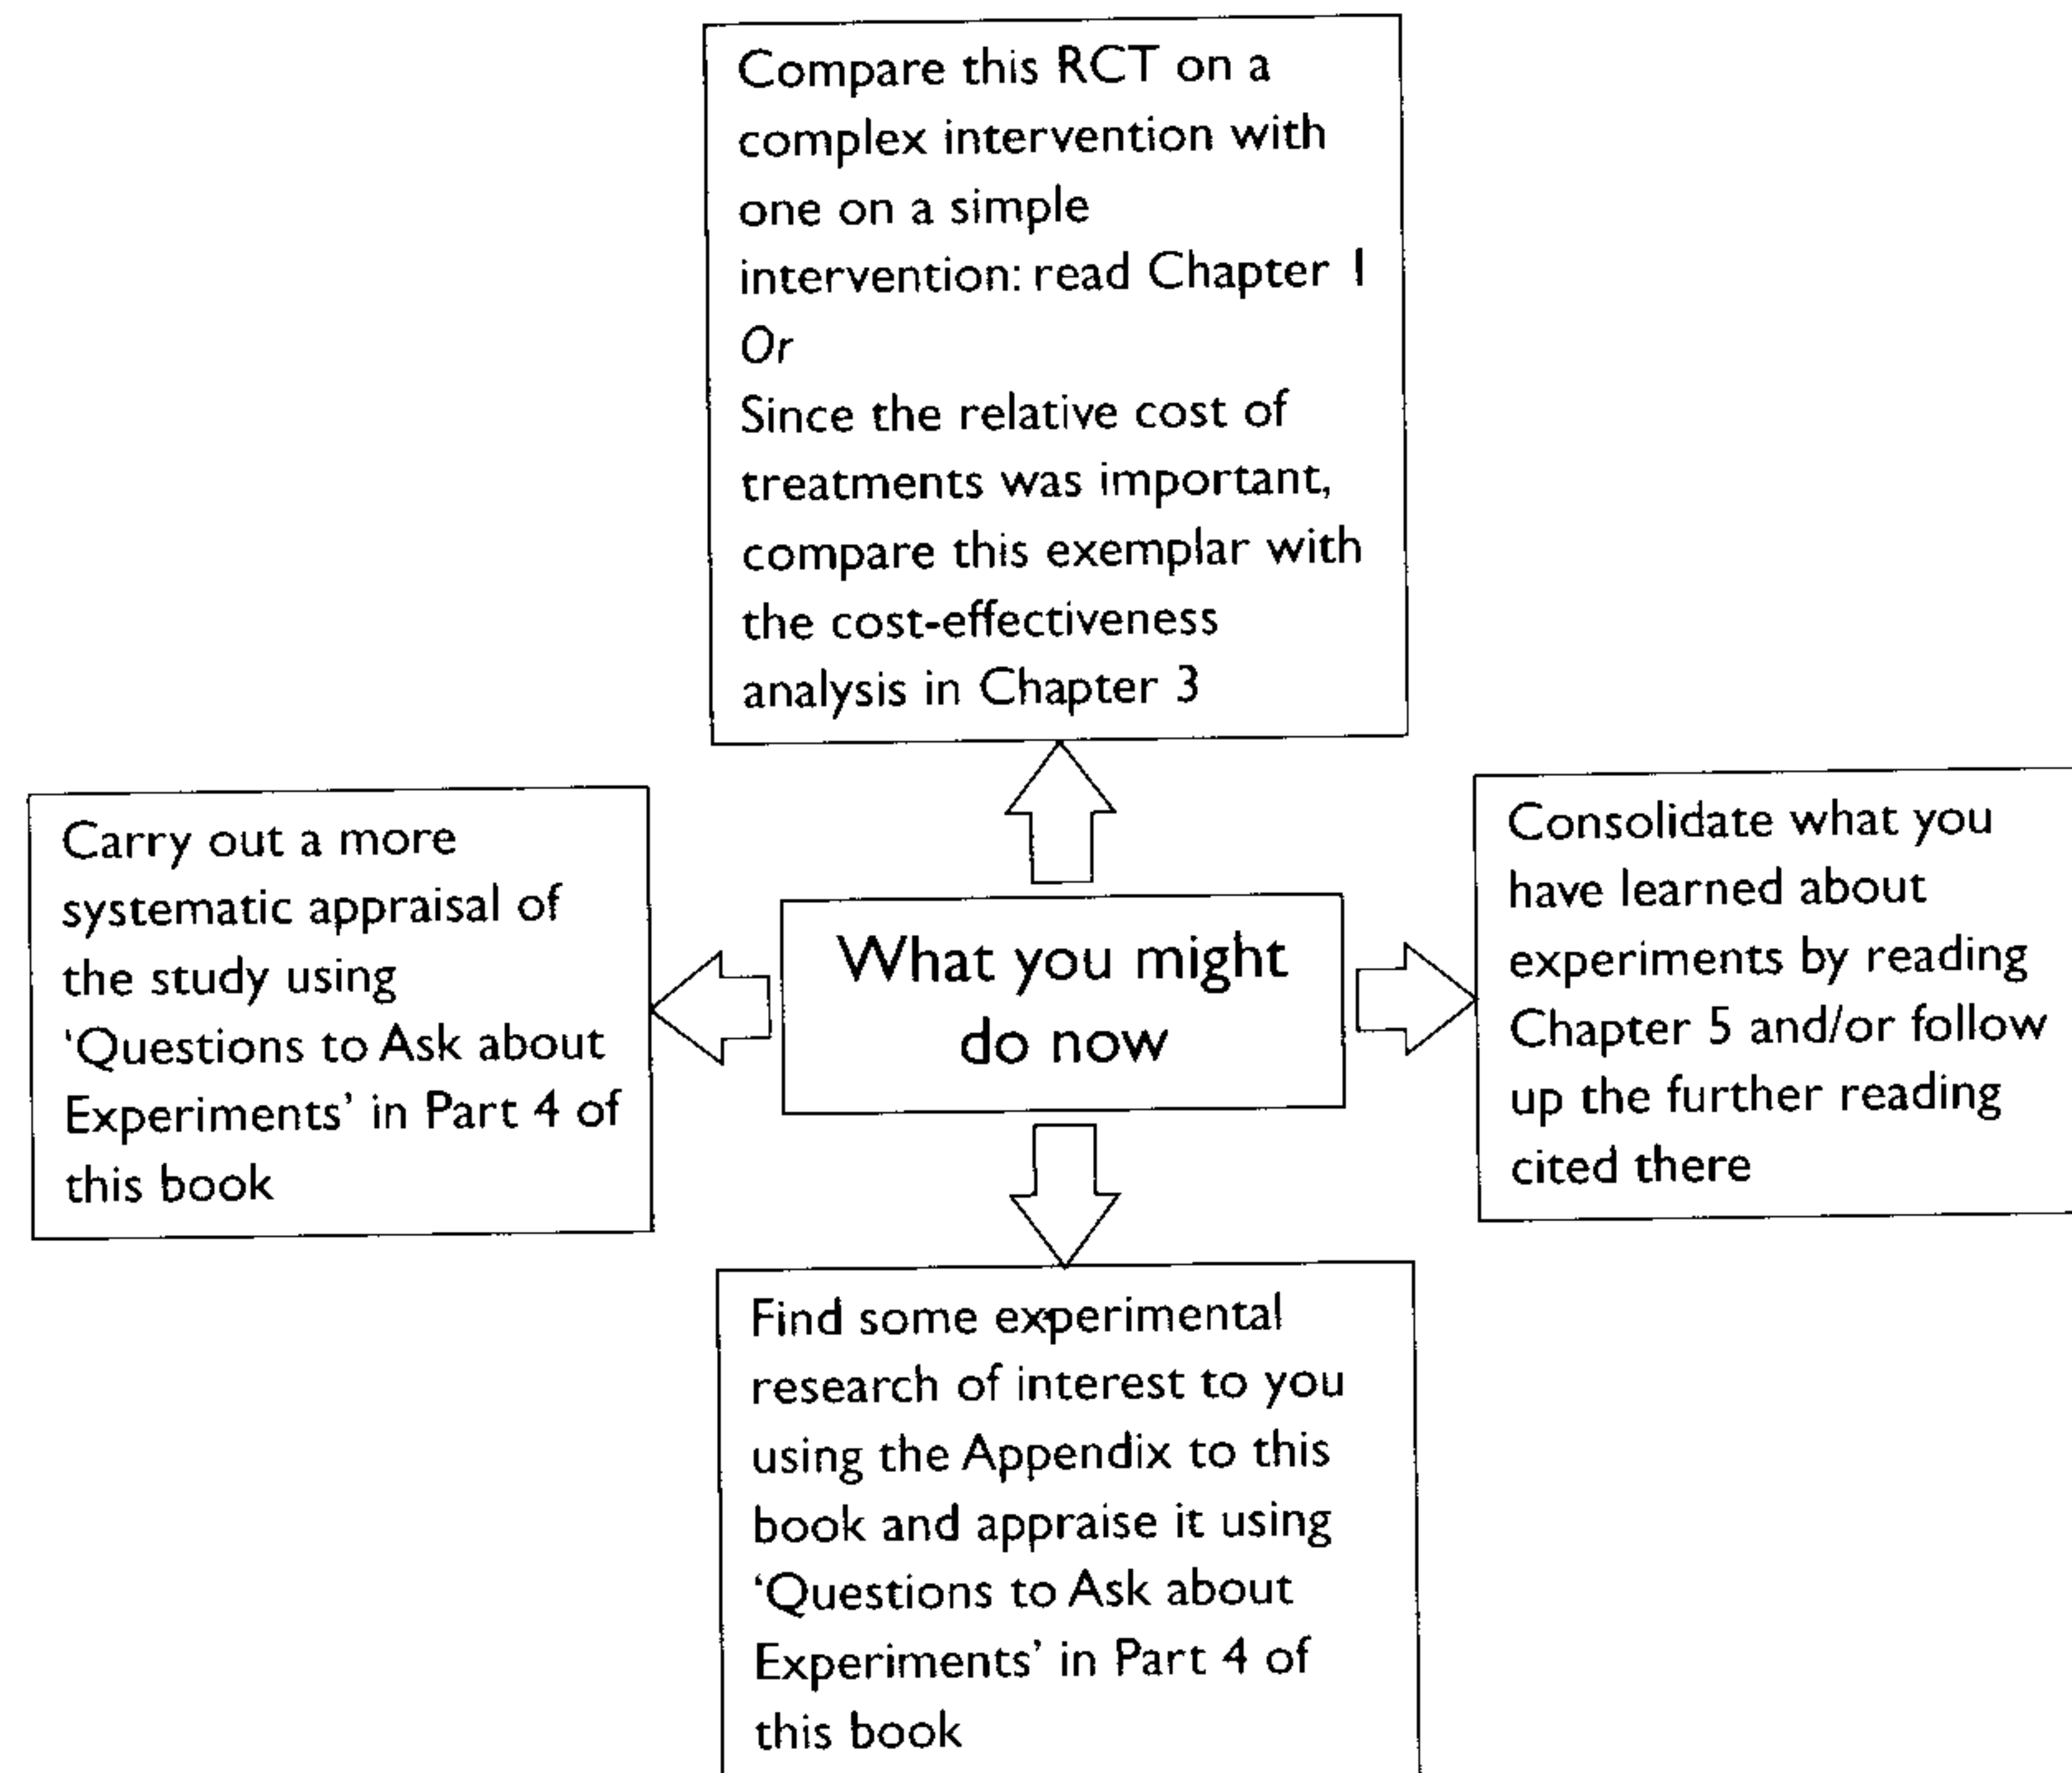 Compare this RCT on a
complex intervention with
one on a simple
intervention: read Chapter 1
Or
Since the relative cost of
treatments was important,
compare this exemplar with
the cost-effectiveness
analysis in Chapter 3
Carry out a more
systematic appraisal of
the study using
‘Questions to Ask about
Experiments’ in Part 4 of
this book
What you might
do now
Consolidate what you
have learned about
experiments by reading
Chapter 5 and/or follow
up the further reading
cited there
Find some experimental
research of interest to you
using the Appendix to this
book and appraise it using
‘Questions to Ask about
Experiments’ in Part 4 of
this book